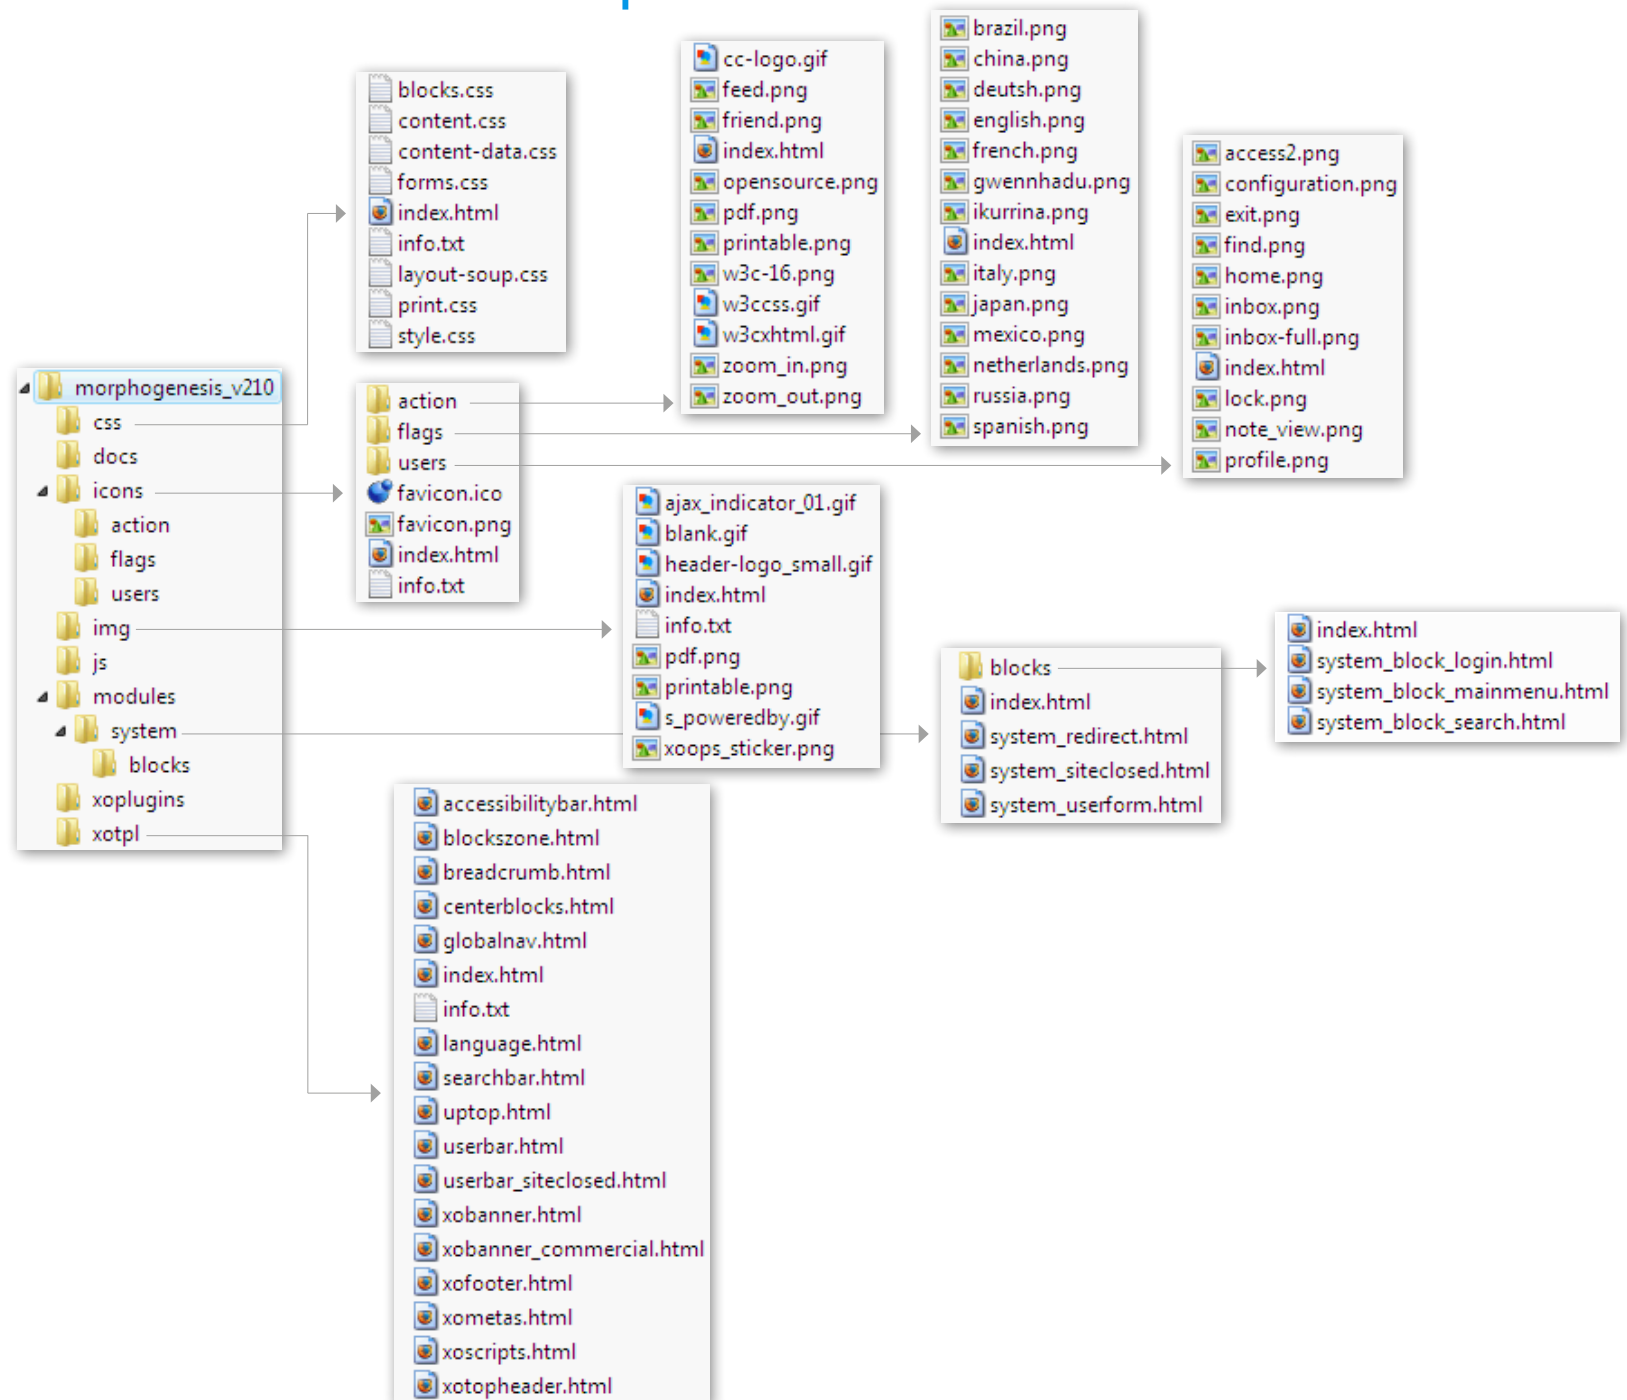 morphogenesis_v210
css
docs
icons
action
flags
users
img
js
modules
system
blocks
xoplugins
xotpl
blocks.css
content.css
content-data.css
forms.css
index.html
info.txt
layout-soup.css
print.css
style.css
action
flags
users
favicon.ico
favicon.png
index.html
info.txt
cc-logo.gif
feed.png
friend.png
index.html
opensource.png
pdf.png
printable.png
w3c-16.png
w3ccss.gif
w3cxhtml.gif
zoom_in.png
zoom_out.png
brazil.png
china.png
deutsh.png
english.png
french.png
gwennhadu.png
ikurrina.png
index.html
italy.png
japan.png
mexico.png
netherlands.png
russia.png
spanish.png
access2.png
configuration.png
exit.png
find.png
home.png
inbox.png
inbox-full.png
index.html
lock.png
note_view.png
profile.png
ajax_indicator_01.gif
blank.gif
header-logo_small.gif
index.html
info.txt
pdf.png
printable.png
s_poweredby.gif
xoops_sticker.png
blocks
index.html
system_redirect.html
system_siteclosed.html
system_userform.html
index.html
system_block_login.html
system_block_mainmenu.html
system_block_search.html
accessibilitybar.html
blockszone.html
breadcrumb.html
centerblocks.html
globalnav.html
index.html
info.txt
language.html
searchbar.html
uptop.html
userbar.html
userbar_siteclosed.html
xobanner.html
xobanner_commercial.html
xofooter.html
xometas.html
xoscripts.html
xotopheader.html